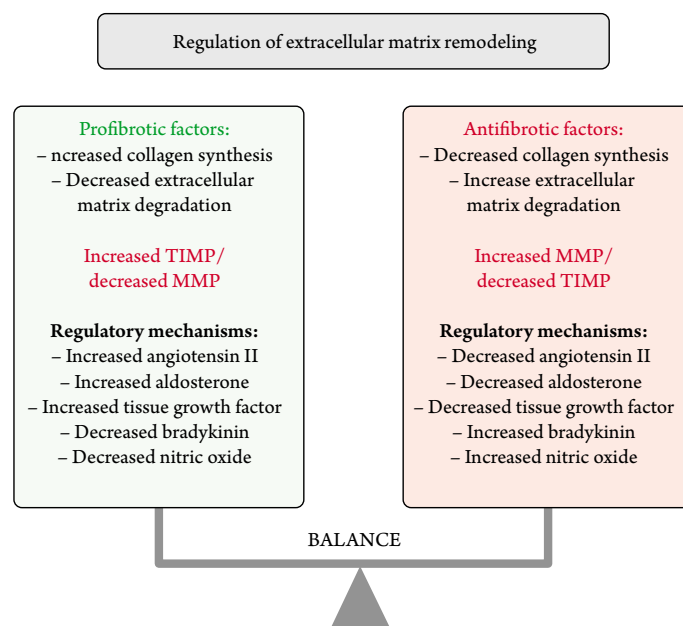 Regulation of extracellular matrix remodeling
Profibrotic factors:
– ncreased collagen synthesis
– Decreased extracellular
matrix degradation
Increased TIMP/
decreased MMP
Regulatory mechanisms:
– Increased angiotensin II
– Increased aldosterone
– Increased tissue growth factor
– Decreased bradykinin
– Decreased nitric oxide
Antifibrotic factors:
– Decreased collagen synthesis
– Increase extracellular
matrix degradation
Increased MMP/
decreased TIMP
Regulatory mechanisms:
– Decreased angiotensin II
– Decreased aldosterone
– Decreased tissue growth factor
– Increased bradykinin
– Increased nitric oxide
BALANCE